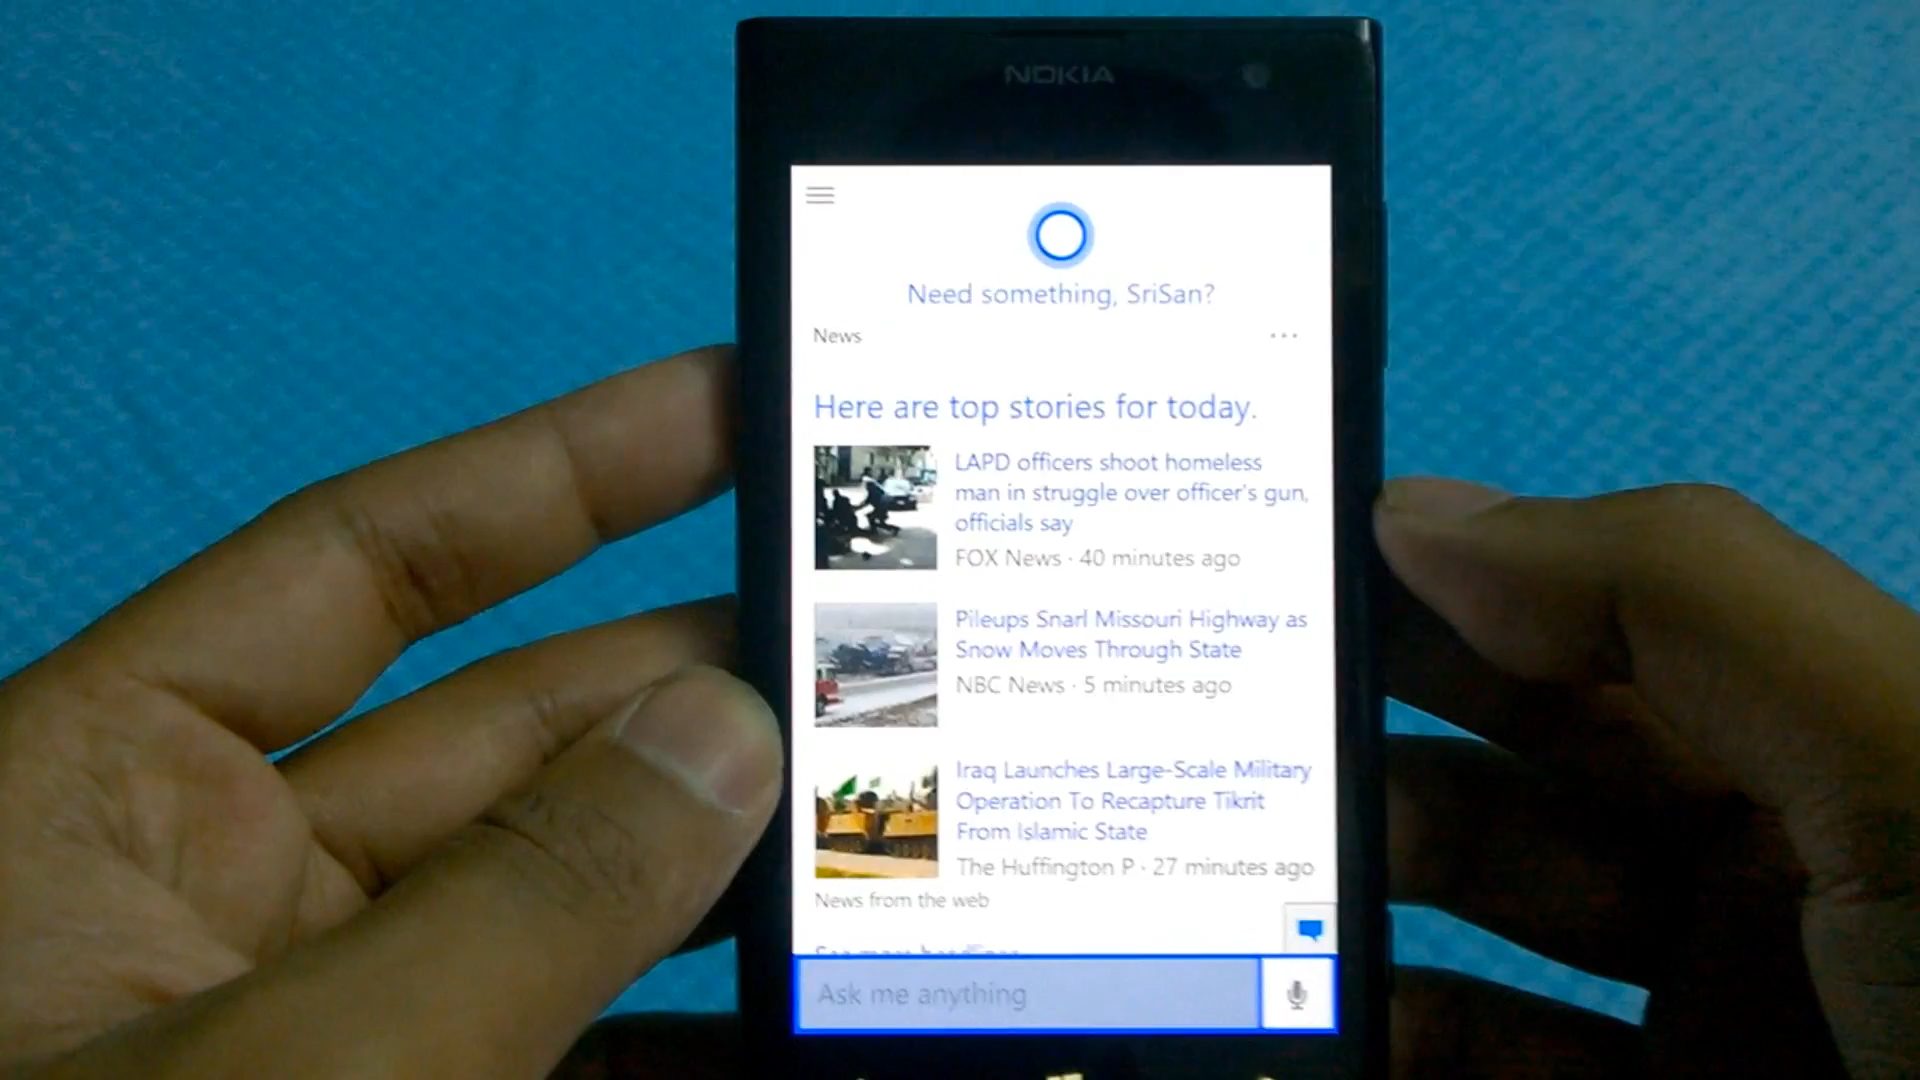 NOKIA
Need something, SriSan?
News
Here are top stories for today.
LAPD officers shoot homeless
man in struggle over officer's gun,
officials say
FOX News · 40 minutes ago
Pileups Snarl Missouri Highway as
Snow Moves Through State
NBC News · 5 minutes ago
Iraq Launches Large-Scale Military
Operation To Recapture Tikrit
From Islamic State
The Huffington P · 27 minutes ago
News from the web
See more headlines
Ask me anything